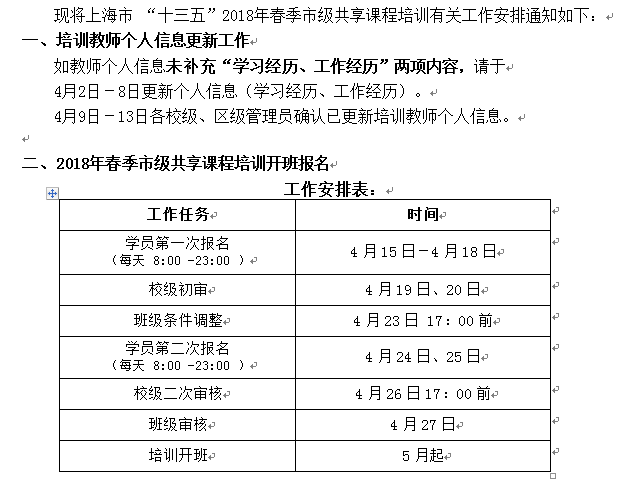 现将上海市 “十三五”2018年春季市级共享课程培训有关工作安排通知如下：
一、培训教师个人信息更新工作
如教师个人信息未补充“学习经历、工作经历”两项内容，请于
4月2日－8日更新个人信息（学习经历、工作经历）。
4月9日－13日各校级、区级管理员确认已更新培训教师个人信息。
二、2018年春季市级共享课程培训开班报名
工作安排表：
工作任务 时间
学员第一次报名
（每天 8:00 -23:00 ） 4 月15 日－4 月18 日
校级初审 4 月19 日、20 日
班级条件调整 4 月23 日 17：00 前
学员第二次报名
（每天 8:00 -23:00 ） 4 月24 日、25 日
校级二次审核 4 月26 日17：00 前
班级审核 4 月27 日
培训开班 5 月起